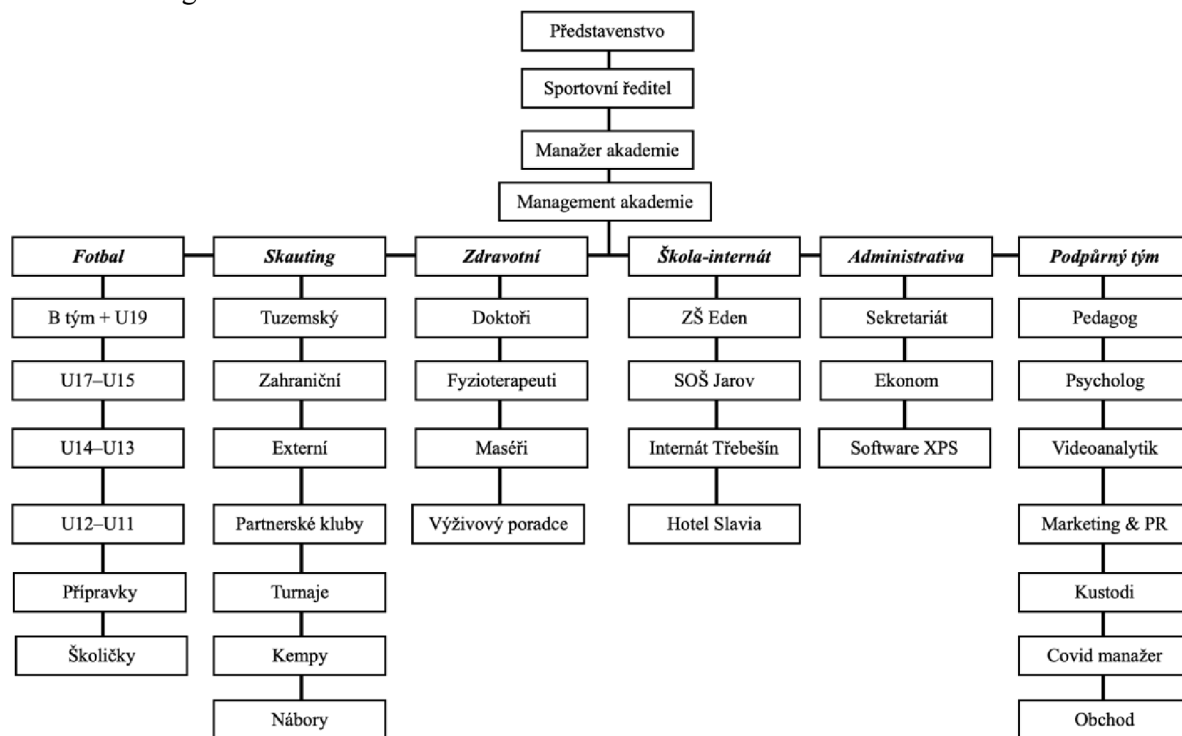 Představenstvo
Sportovní ředitel
Manažer akademie
Management akademie
Fotbal
Skauting
Zdravotní
Škola-internát
Administrativa
Podpůrný tým
B tým + U19
Tuzemský
Doktoři
ZŠ Eden
Sekretariát
Pedagog
U17–U15
Zahraniční
Fyzioterapeuti
SOŠ Jarov
Ekonom
Psycholog
U14–U13
Externí
Maséři
Internát Třebešín
Software XPS
Videoanalytik
U12–U11
Partnerské kluby
Výživový poradce
Hotel Slavia
Marketing & PR
Přípravky
Turnaje
Kustodi
Školičky
Kempy
Covid manažer
Nábory
Obchod